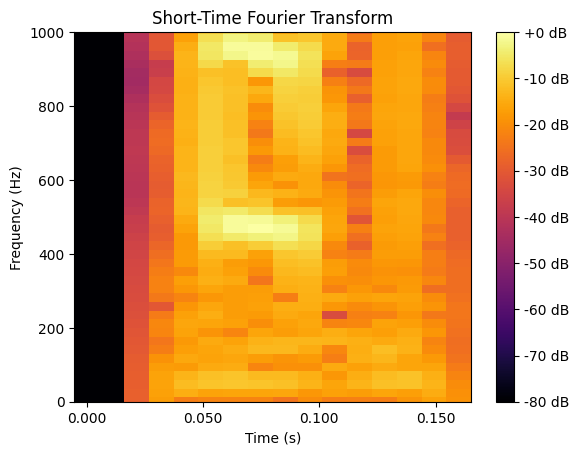 Short-Time Fourier Transform
1000
800
600
400
200
0
Frequency (Hz)
0.000
0.050
0.100
0.150
Time (s)
+0 dB
-10 dB
-20 dB
-30 dB
-40 dB
-50 dB
-60 dB
-70 dB
-80 dB